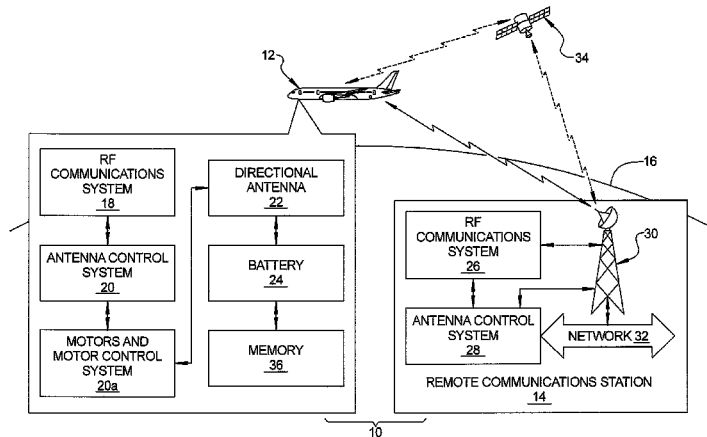 34
12
16
RF
COMMUNICATIONS
SYSTEM
18
DIRECTIONAL
ANTENNA
22
ANTENNA CONTROL
SYSTEM
20
BATTERY
24
MOTORS AND
MOTOR CONTROL
SYSTEM
20a
MEMORY
36
RF
COMMUNICATIONS
SYSTEM
26
30
ANTENNA CONTROL
SYSTEM
28
NETWORK 32
REMOTE COMMUNICATIONS STATION
14
10